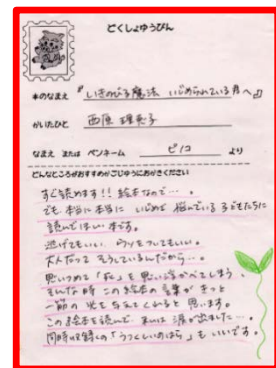 どくしょゆうびん
本のなまえ 『いきのびる魔法 いじめられている君へ』
かいたひと 西原 理恵子
なまえ または ペンネーム ピノコ より
どんなところがおすすめかじゆうにおかきください
すぐ読めます!! 絵本なので…。
でも本当に本当に いじめで 悩んでいる 子どもたちに
読んでほしい本です。
逃げてもいい。ウソをついてもいい。
大人だって そうしているんだから…。
思いつめて「死」を思い浮かべてしまう
そんな時 この絵本の言葉が きっと
一筋の 光を与えてくれると 思います。
この絵本を読んで 私は 涙が出ました…。
同時収録の「うつくしいのはら」も いいです。